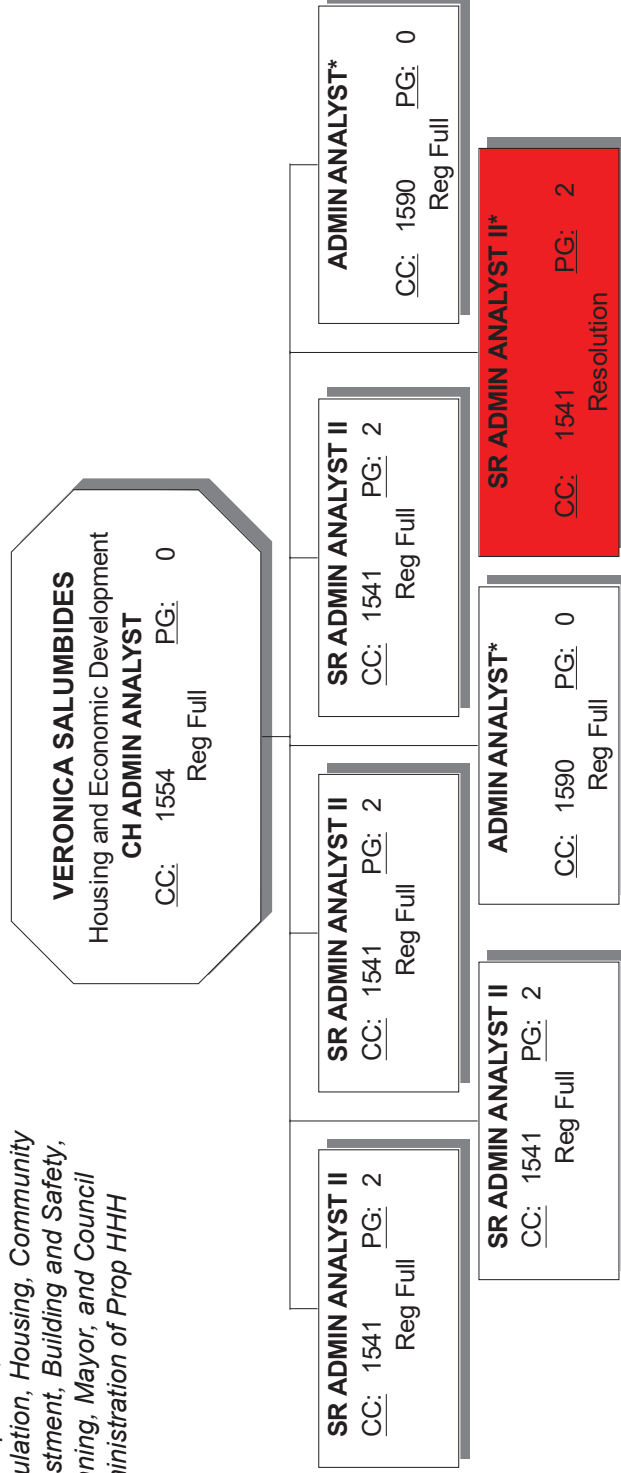 Housing, Community
Building and Safety,
Mayor, and Council
of Prop HHH
VERONICA SALUMBIDES
Housing and Economic Development
CH ADMIN ANALYST
CC: 1554 PG: 0
Reg Full
SR ADMIN ANALYST II
CC: 1541 PG: 2
Reg Full
SR ADMIN ANALYST II
CC: 1541 PG: 2
Reg Full
SR ADMIN ANALYST II
CC: 1541 PG: 2
Reg Full
ADMIN ANALYST*
CC: 1590 PG: 0
Reg Full
SR ADMIN ANALYST II
CC: 1541 PG: 2
Reg Full
ADMIN ANALYST*
CC: 1590 PG: 0
Reg Full
SR ADMIN ANALYST II*
CC: 1541 PG: 2
Resolution